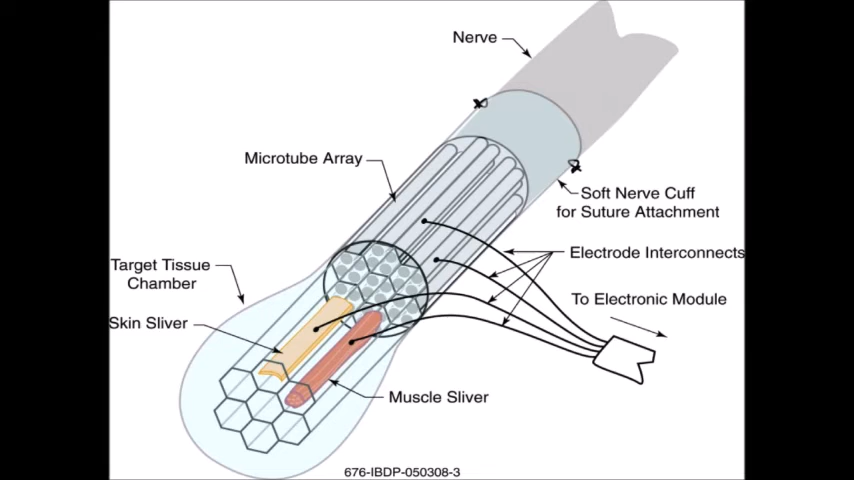 Nerve
Microtube Array
Soft Nerve Cuff
for Suture Attachment
Electrode Interconnects
Target Tissue
Chamber
To Electronic Module
Skin Sliver
Muscle Sliver
676-IBDP-050308-3